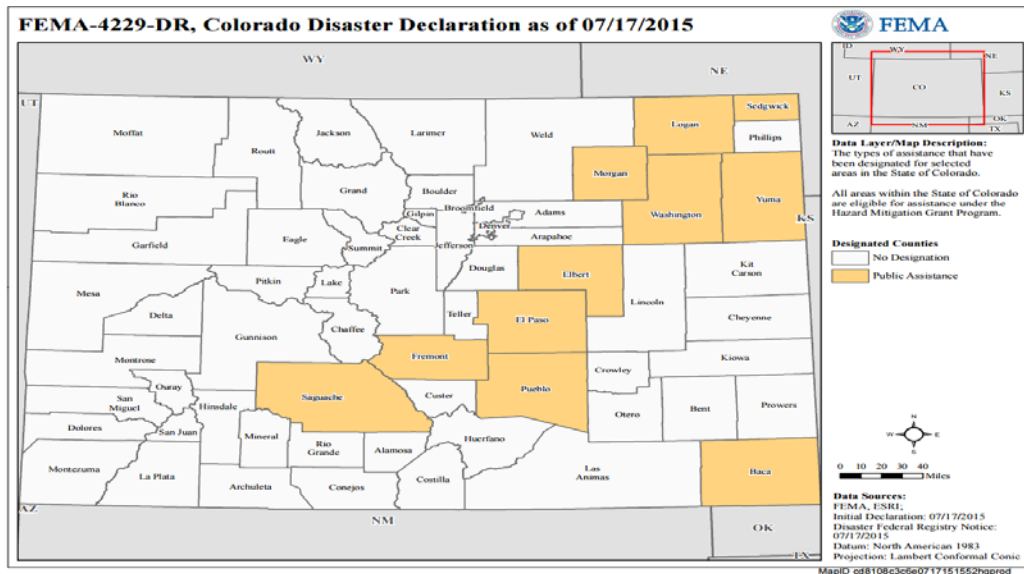 FEMA-4229-DR, Colorado Disaster Declaration as of 07/17/2015
FEMA
WY
NE
UT
Moffat
Routt
Jackson
Larimer
Weld
Logan
Sedgwick
Phillips
Rio
Blanco
Grand
Boulder
Morgan
Washington
Yuma
KS
Broomfield
Gilpin
Clear
Creek
Denver
Adams
Arapahoe
Jefferson
Garfield
Eagle
Summit
Douglas
Elbert
Kit
Carson
Mesa
Pitkin
Lake
Park
Lincoln
Delta
Gunnison
Chaffee
Teller
El Paso
Cheyenne
Montrose
Fremont
Crowley
Kiowa
Ouray
San
Miguel
Hinsdale
Saguache
Custer
Pueblo
Otero
Bent
Prowers
Dolores
San Juan
Mineral
Rio
Grande
Alamosa
Huerfano
Montezuma
La Plata
Archuleta
Conejos
Costilla
Las
Animas
Baca
AZ
NM
OK
TX
ID
WY
NE
UT
CO
KS
AZ
NM
OK
TX
Data Layer/Map Description:
The types of assistance that have
been designated for selected
areas in the State of Colorado.
All areas within the State of Colorado
are eligible for assistance under the
Hazard Mitigation Grant Program.
Designated Counties
No Designation
Public Assistance
N
W E
S
0 10 20 30 40
Miles
Data Sources:
FEMA, ESRI;
Initial Declaration: 07/17/2015
Disaster Federal Registry Notice:
07/17/2015
Datum: North American 1983
Projection: Lambert Conformal Conic